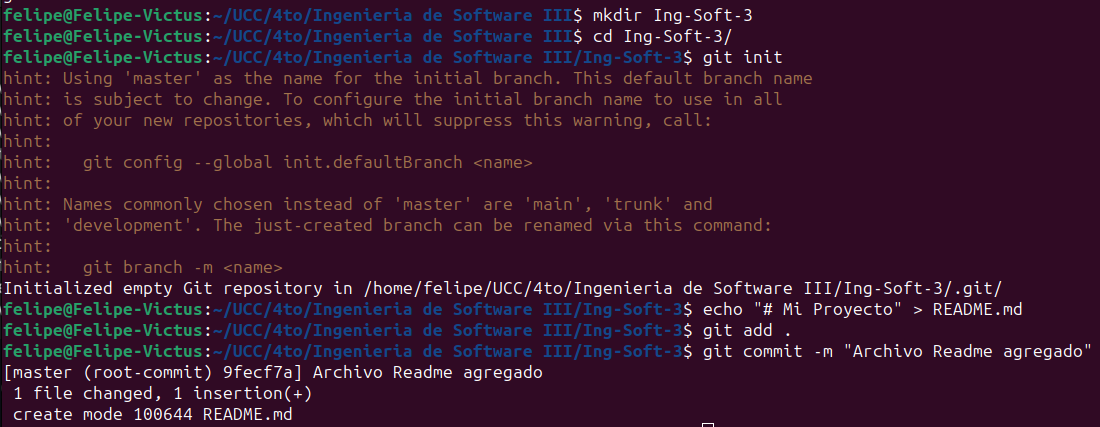 felipe@Felipe-Victus:~/UCC/4to/Ingenieria de Software III$ mkdir Ing-Soft-3
felipe@Felipe-Victus:~/UCC/4to/Ingenieria de Software III$ cd Ing-Soft-3/
felipe@Felipe-Victus:~/UCC/4to/Ingenieria de Software III/Ing-Soft-3$ git init
hint: Using 'master' as the name for the initial branch. This default branch name
hint: is subject to change. To configure the initial branch name to use in all
hint: of your new repositories, which will suppress this warning, call:
hint:
hint:   git config --global init.defaultBranch <name>
hint:
hint: Names commonly chosen instead of 'master' are 'main', 'trunk' and
hint: 'development'. The just-created branch can be renamed via this command:
hint:
hint:   git branch -m <name>
Initialized empty Git repository in /home/felipe/UCC/4to/Ingenieria de Software III/Ing-Soft-3/.git/
felipe@Felipe-Victus:~/UCC/4to/Ingenieria de Software III/Ing-Soft-3$ echo "# Mi Proyecto" > README.md
felipe@Felipe-Victus:~/UCC/4to/Ingenieria de Software III/Ing-Soft-3$ git add .
felipe@Felipe-Victus:~/UCC/4to/Ingenieria de Software III/Ing-Soft-3$ git commit -m "Archivo Readme agregado"
[master (root-commit) 9fecf7a] Archivo Readme agregado
 1 file changed, 1 insertion(+)
 create mode 100644 README.md